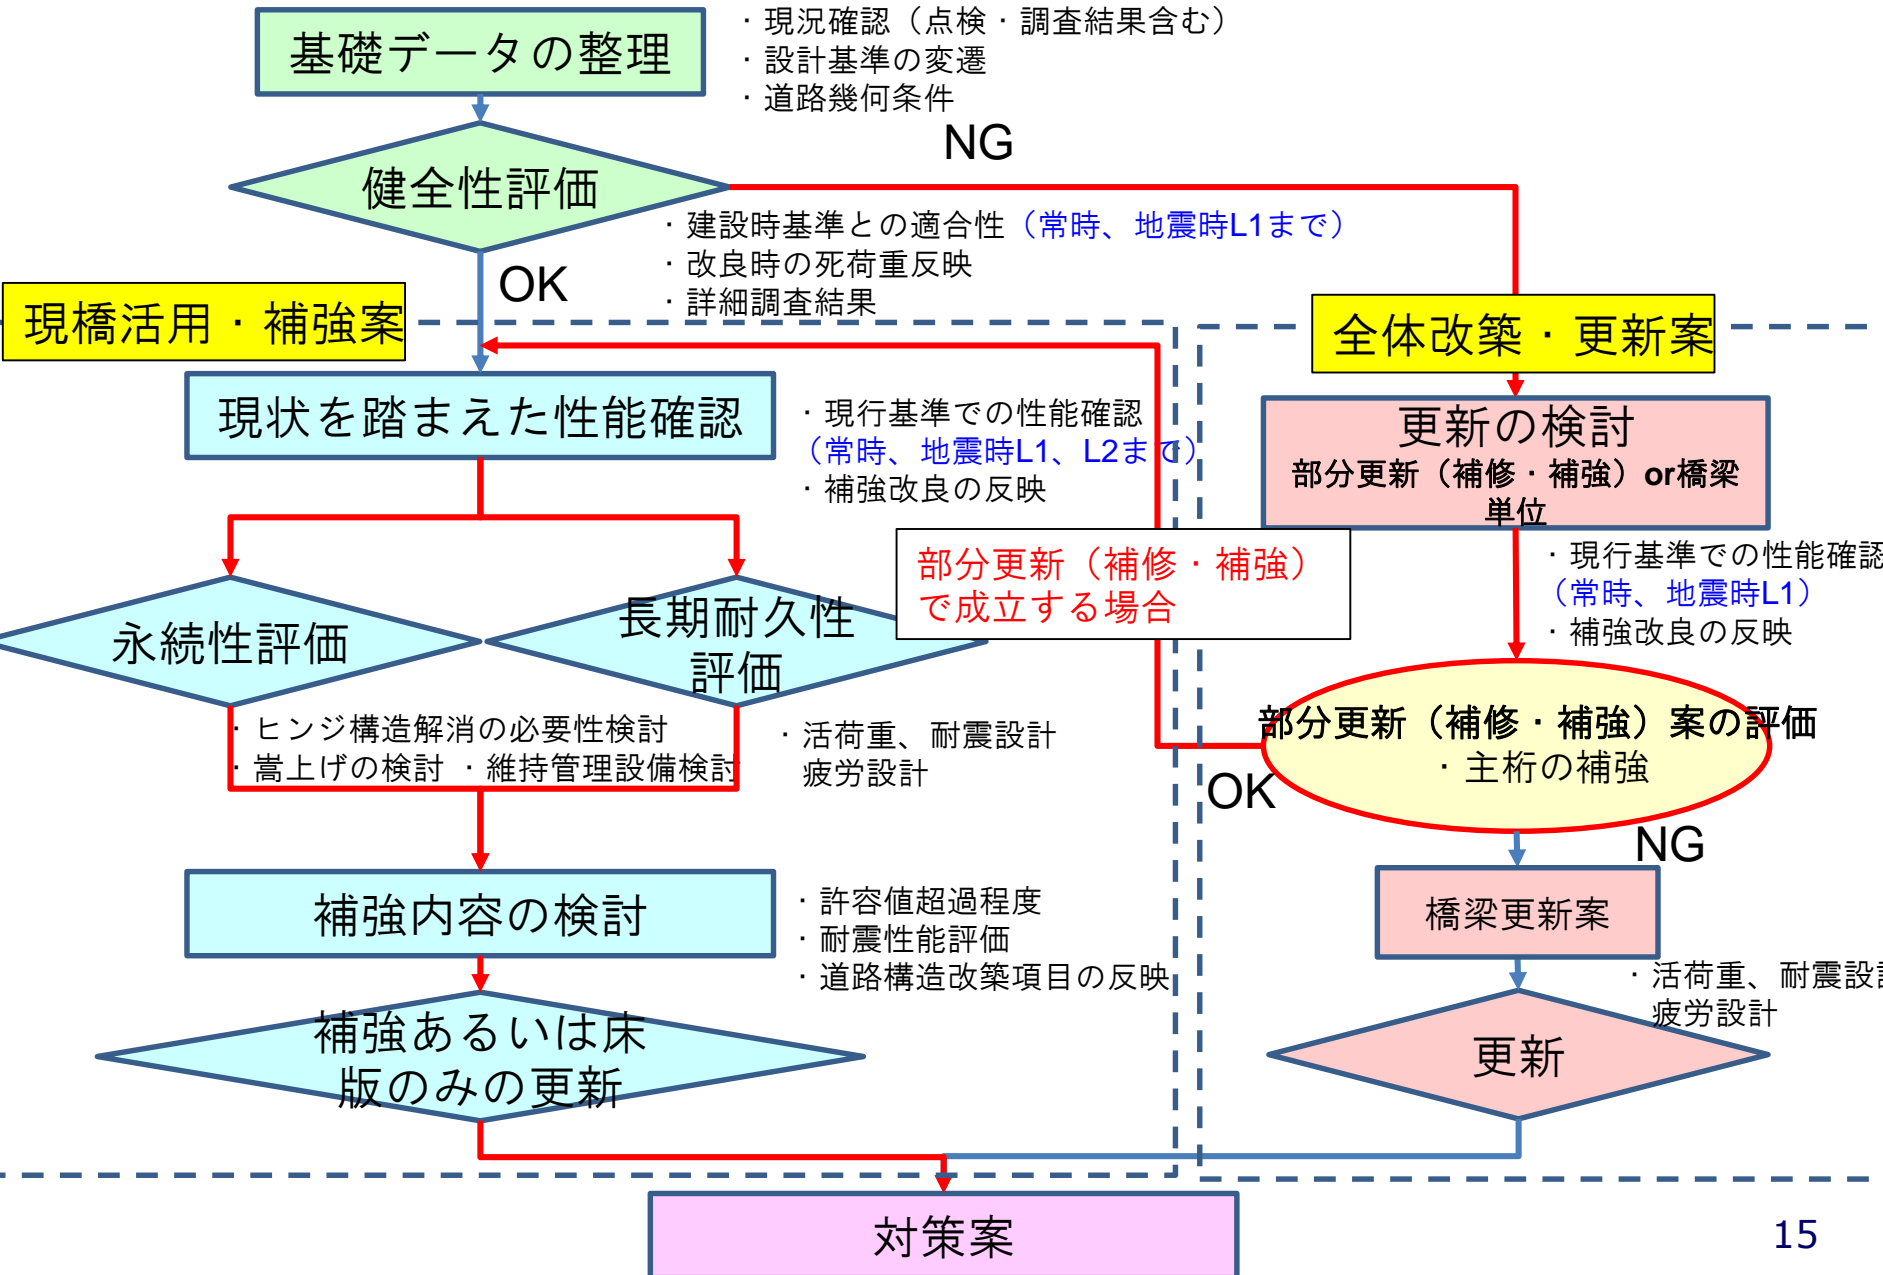 基礎データの整理
・現況確認（点検・調査結果含む）
・設計基準の変遷
・道路幾何条件
NG
健全性評価
・建設時基準との適合性（常時、地震時L1まで）
・改良時の死荷重反映
・詳細調査結果
OK
現橋活用・補強案
全体改築・更新案
現状を踏まえた性能確認
・現行基準での性能確認
（常時、地震時L1、L2まで）
・補強改良の反映
更新の検討
部分更新（補修・補強）or橋梁
単位
・現行基準での性能確認
（常時、地震時L1）
・補強改良の反映
部分更新（補修・補強）
で成立する場合
永続性評価
長期耐久性
評価
・ヒンジ構造解消の必要性検討
・嵩上げの検討 ・維持管理設備検討
・活荷重、耐震設計
疲労設計
部分更新（補修・補強）案の評価
・主桁の補強
OK
NG
補強内容の検討
・許容値超過程度
・耐震性能評価
・道路構造改築項目の反映
橋梁更新案
・活荷重、耐震設計
疲労設計
補強あるいは床
版のみの更新
更新
対策案
15